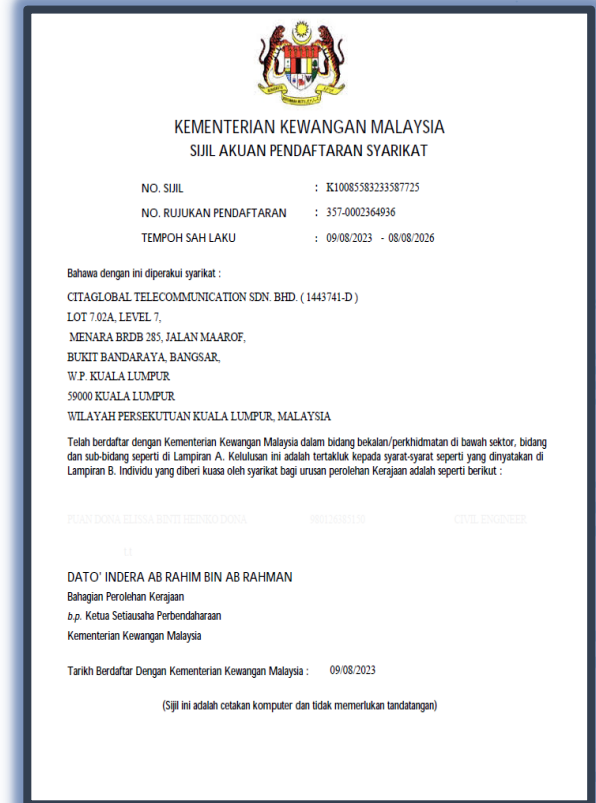 KEMENTERIAN KEWANGAN MALAYSIA
SIJIL AKUAN PENDAFTARAN SYARIKAT
NO. SIJIL : K10085583233587725
NO. RUJUKAN PENDAFTARAN : 357-0002364936
TEMPOH SAH LAKU : 09/08/2023 - 08/08/2026
Bahawa dengan ini diperakui syarikat :
CITAGLOBAL TELECOMMUNICATION SDN. BHD. ( 1443741-D )
LOT 7.02A, LEVEL 7,
MENARA BRDB 285, JALAN MAAROF,
BUKIT BANDARAYA, BANGSAR,
W.P. KUALA LUMPUR
59000 KUALA LUMPUR
WILAYAH PERSEKUTUAN KUALA LUMPUR, MALAYSIA
Telah berdaftar dengan Kementerian Kewangan Malaysia dalam bidang bekalan/perkhidmatan di bawah sektor, bidang
dan sub-bidang seperti di Lampiran A. Kelulusan ini adalah tertakluk kepada syarat-syarat seperti yang dinyatakan di
Lampiran B. Individu yang diberi kuasa oleh syarikat bagi urusan perolehan Kerajaan adalah seperti berikut :
CIVIL ENGINEER
DATO' INDERA AB RAHIM BIN AB RAHMAN
Bahagian Perolehan Kerajaan
b.p. Ketua Setiausaha Perbendaharaan
Kementerian Kewangan Malaysia
Tarikh Berdaftar Dengan Kementerian Kewangan Malaysia : 09/08/2023
(Sijil ini adalah cetakan komputer dan tidak memerlukan tandatangan)